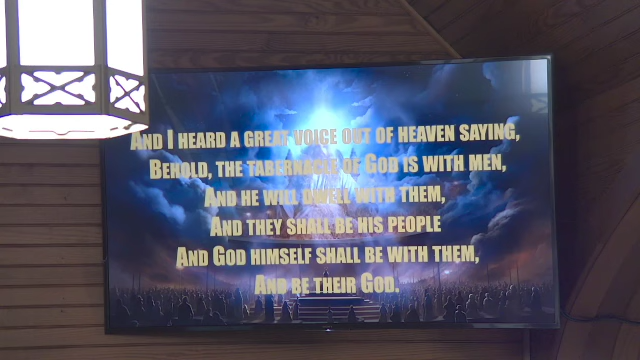 And I heard a great voice out of heaven saying,
Behold, the tabernacle of God is with men,
And he will dwell with them,
And they shall be his people
And God himself shall be with them,
And be their God.